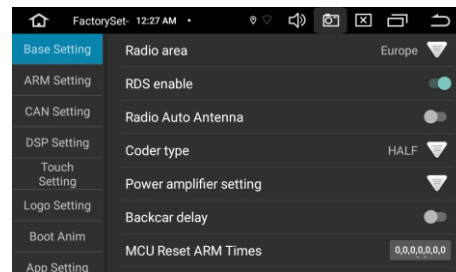 FactorySet- 12:27 AM •
Base Setting
Radio area Europe
ARM Setting
RDS enable
CAN Setting
Radio Auto Antenna
DSP Setting
Coder type HALF
Touch
Setting
Power amplifier setting
Logo Setting
Backcar delay
Boot Anim
MCU Reset ARM Times 0,0,0,0,0,0
App Setting